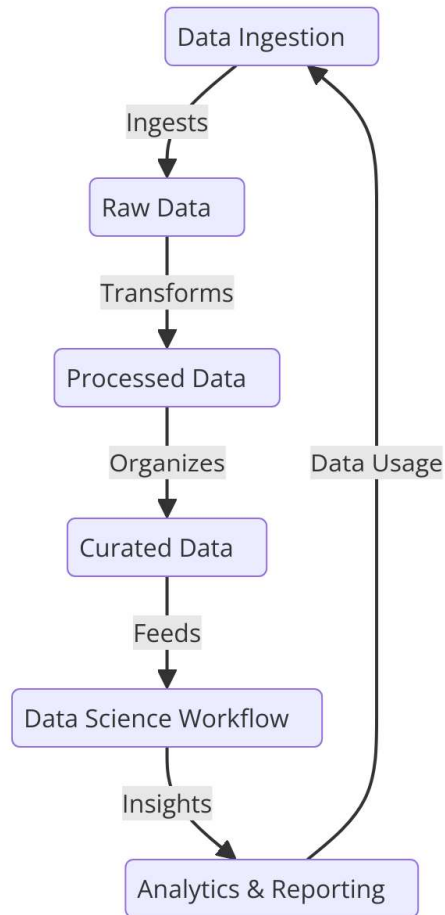 Data Ingestion
Ingests
Raw Data
Transforms
Processed Data
Organizes
Data Usage
Curated Data
Feeds
Data Science Workflow
Insights
Analytics & Reporting